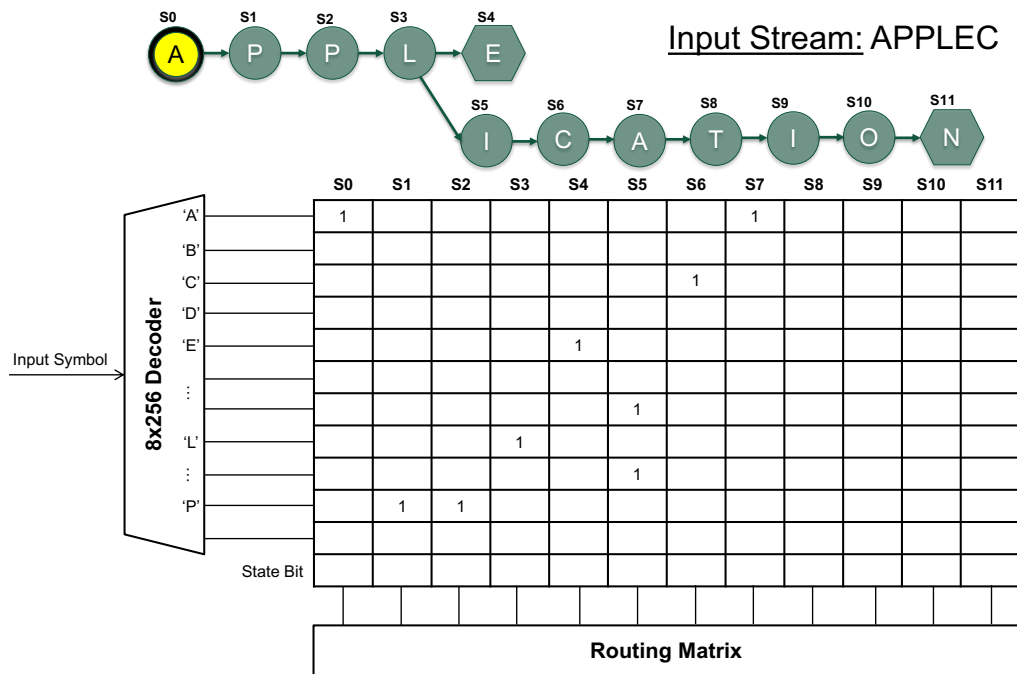 S0 S1 S2 S3 S4
Input Stream: APPLEC
A P P L E
S5 S6 S7 S8 S9 S10 S11
I C A T I O N
S0 S1 S2 S3 S4 S5 S6 S7 S8 S9 S10 S11
‘A’ 1 1
‘B’
‘C’ 1
‘D’
‘E’ 1
Input Symbol
8x256 Decoder
⋮
1
‘L’ 1
⋮ 1
‘P’ 1 1
State Bit
Routing Matrix